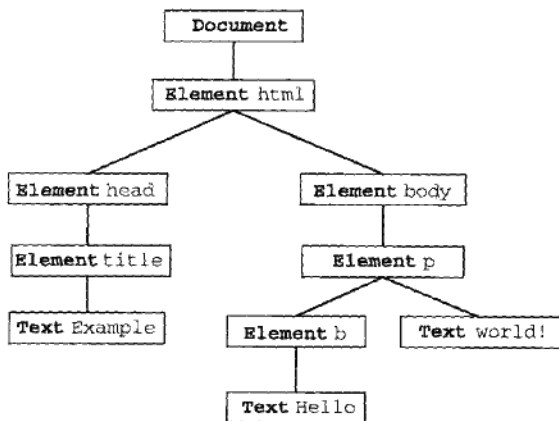 Document
Element html
Element head
Element body
Element title
Element p
Text Example
Element b
Text world!
Text Hello